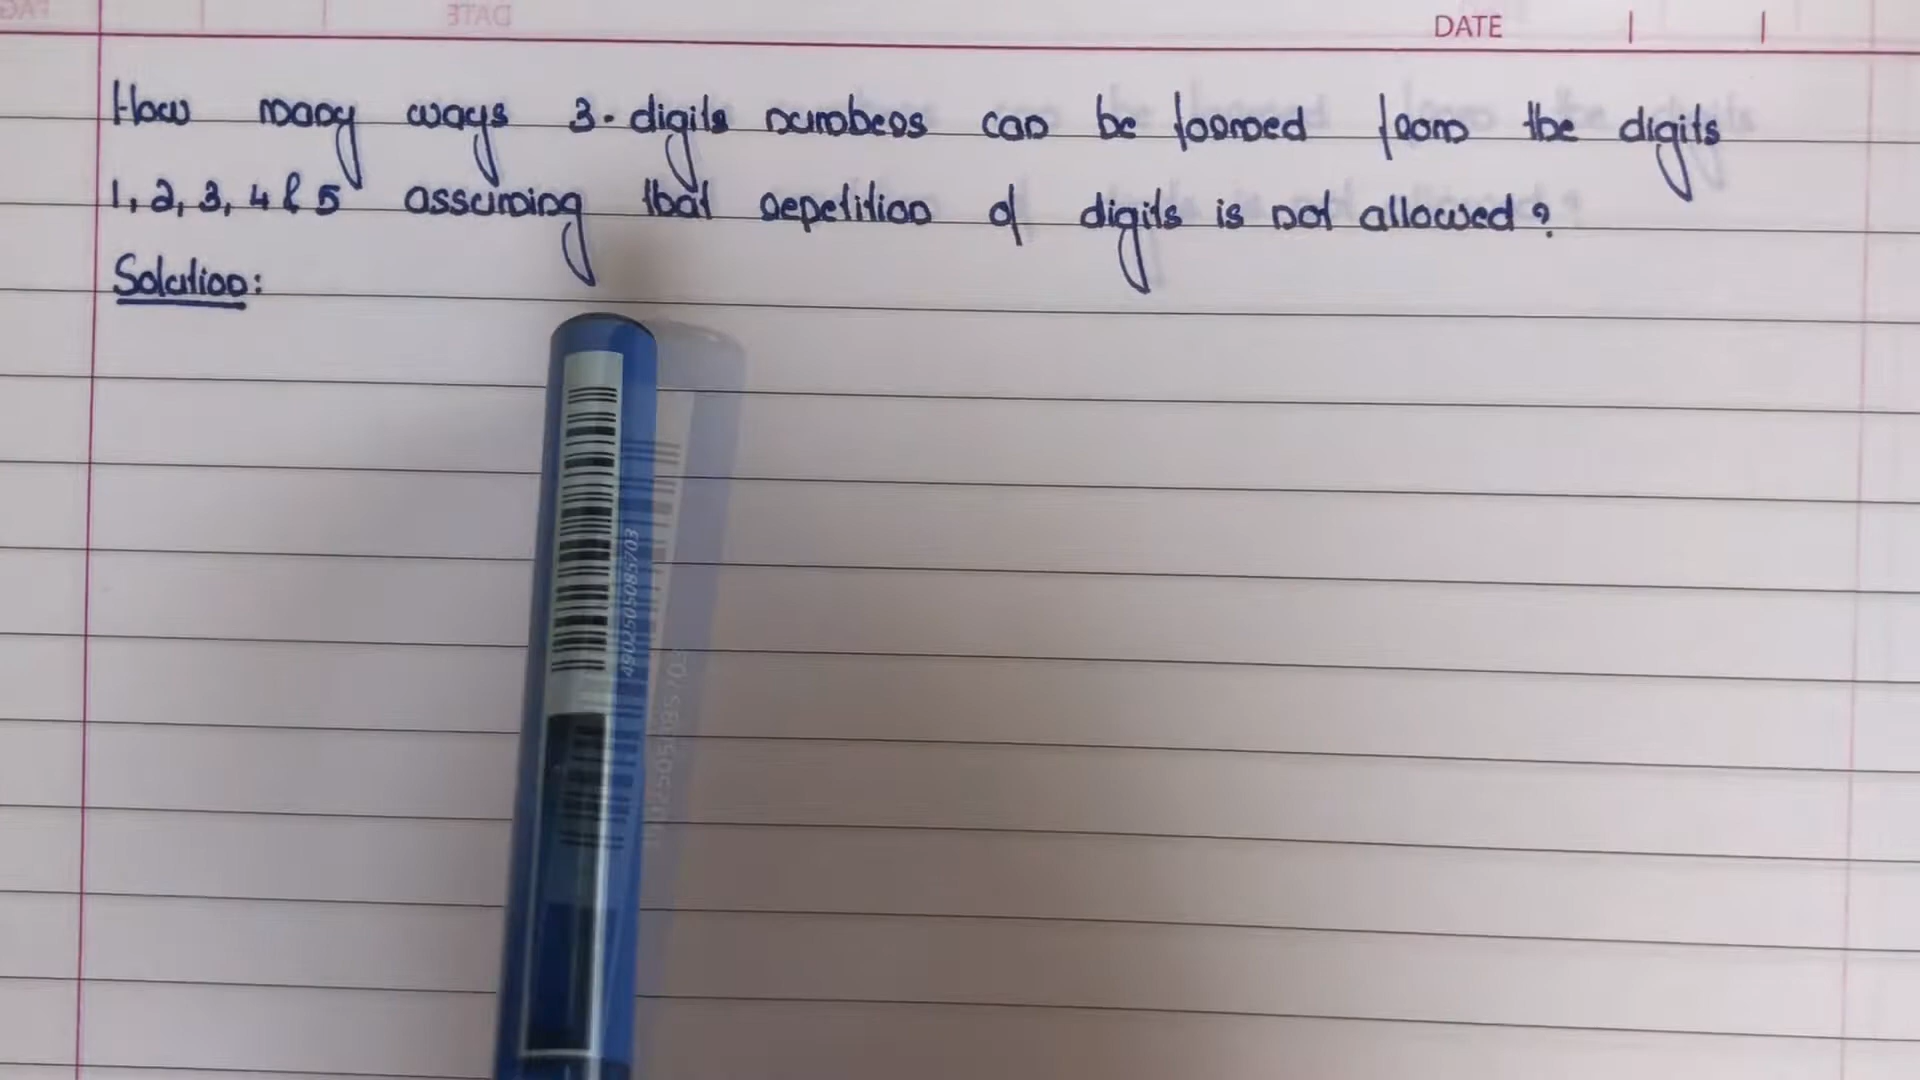 DATE
How many ways 3-digits numbers can be formed from the digits
1, 2, 3, 4 & 5 assuming that repetition of digits is not allowed?
Solution:
4902505085703